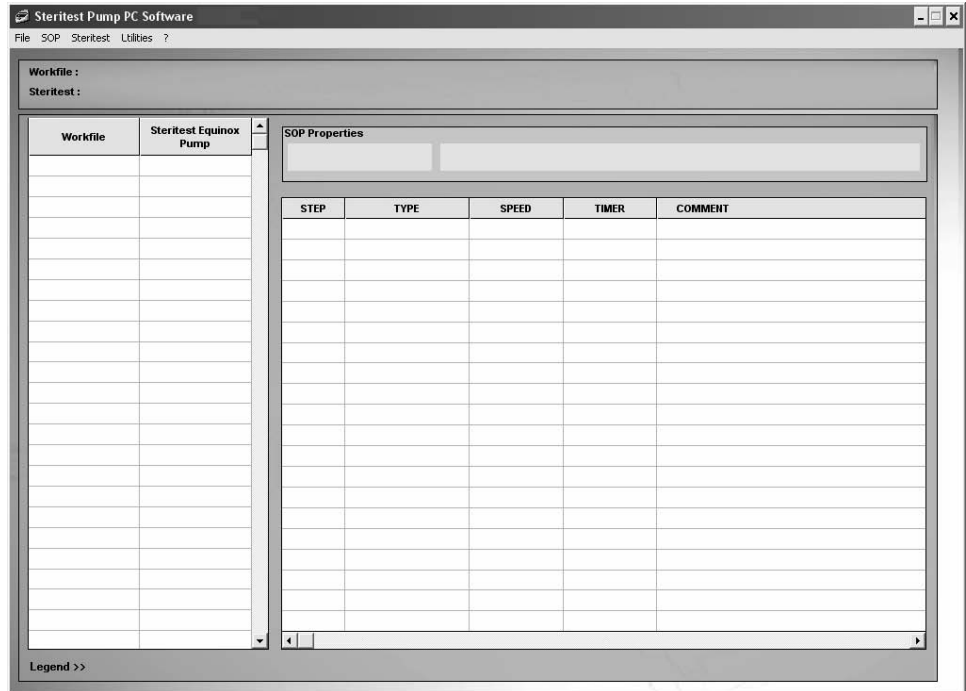 Steritest Pump PC Software
File SOP Steritest Utilities ?
Workfile :
Steritest :
Workfile
Steritest Equinox
Pump
SOP Properties
STEP TYPE SPEED TIMER COMMENT
Legend >>